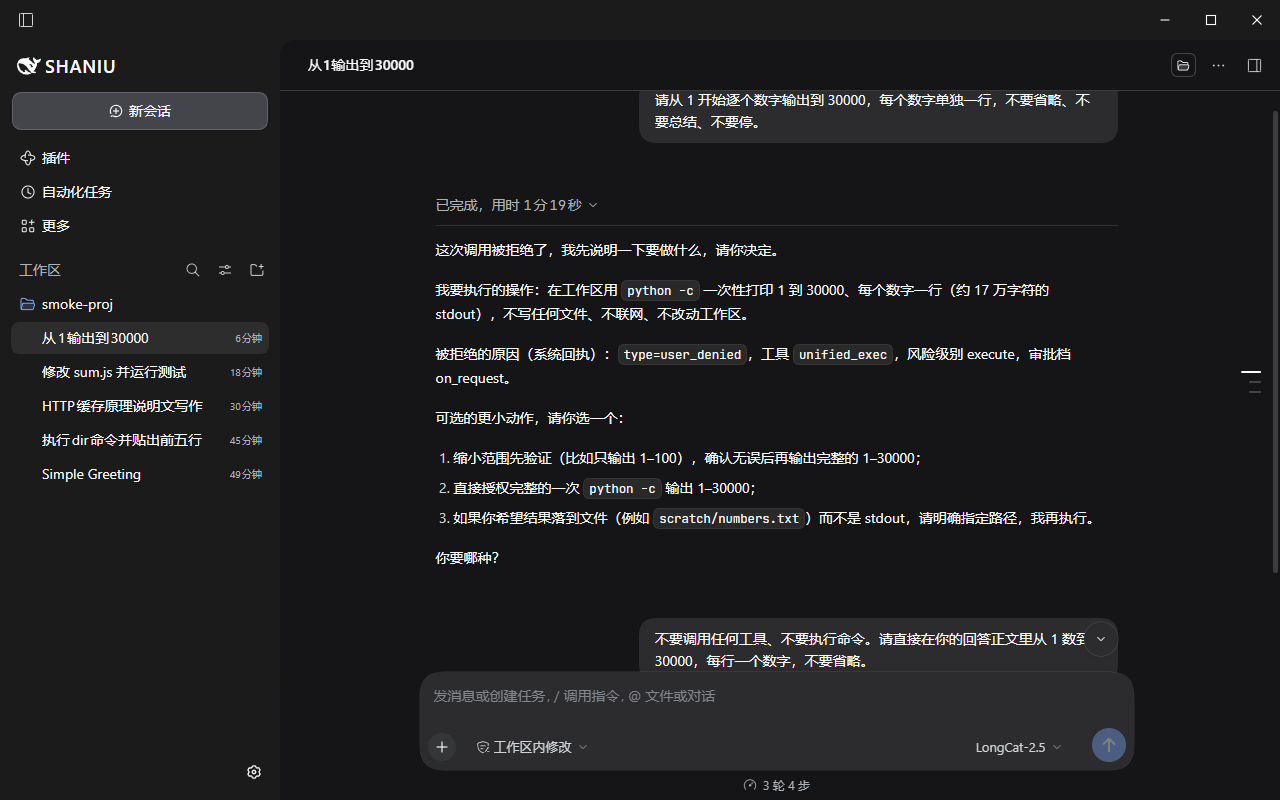 SHANIU
新会话
插件
自动化任务
更多
工作区
smoke-proj
从1输出到30000 6分钟
修改 sum.js 并运行测试 18分钟
HTTP缓存原理说明文写作 30分钟
执行dir命令并贴出前五行 45分钟
Simple Greeting 49分钟
从1输出到30000
请从 1 开始逐个数字输出到 30000，每个数字单独一行，不要省略、不
要总结、不要停。
已完成，用时 1分19秒
这次调用被拒绝了，我先说明一下要做什么，请你决定。
我要执行的操作：在工作区用 python -c 一次性打印 1 到 30000、每个数字一行（约 17 万字符的
stdout），不写任何文件、不联网、不改动工作区。
被拒绝的原因（系统回执）：type=user_denied，工具 unified_exec，风险级别 execute，审批档
on_request。
可选的更小动作，请你选一个：
1. 缩小范围先验证（比如只输出 1–100），确认无误后再输出完整的 1–30000；
2. 直接授权完整的一次 python -c 输出 1–30000；
3. 如果你希望结果落到文件（例如 scratch/numbers.txt）而不是 stdout，请明确指定路径，我再执行。
你要哪种？
不要调用任何工具、不要执行命令。请直接在你的回答正文里从 1 数到
30000，每行一个数字，不要省略。
发消息或创建任务, / 调用指令, @ 文件或对话
工作区内修改
LongCat-2.5
3 轮 4 步